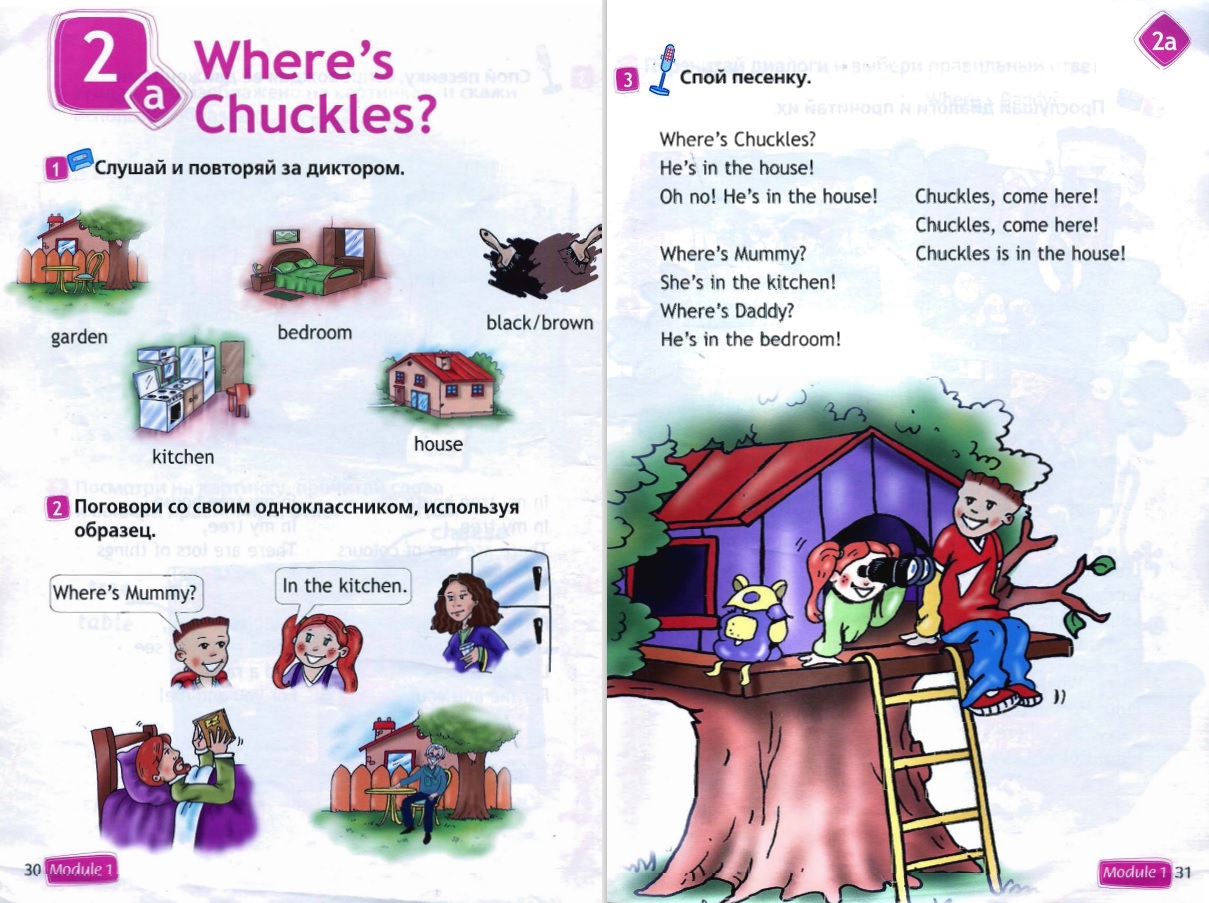 2
a
Where's
Chuckles?
1 Слушай и повторяй за диктором.
garden
bedroom
black/brown
kitchen
house
2 Поговори со своим одноклассником, используя
образец.
Where's Mummy?
In the kitchen.
30 Module 1
2a
3 Спой песенку.
Where's Chuckles?
He's in the house!
Oh no! He's in the house!
Where's Mummy?
She's in the kitchen!
Where's Daddy?
He's in the bedroom!
Chuckles, come here!
Chuckles, come here!
Chuckles is in the house!
Module 1 31